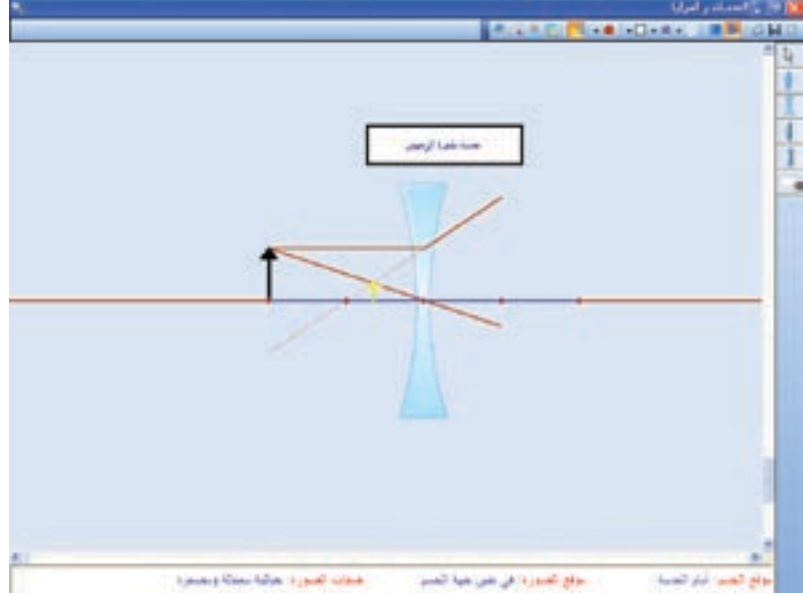 العدسات و المرايا
عدسة مقعرة الوجهين
موقع الجسم: أمام العدسة
موقع الصورة: في نفس جهة الجسم
صفات الصورة: خيالية معتدلة ومصغرة